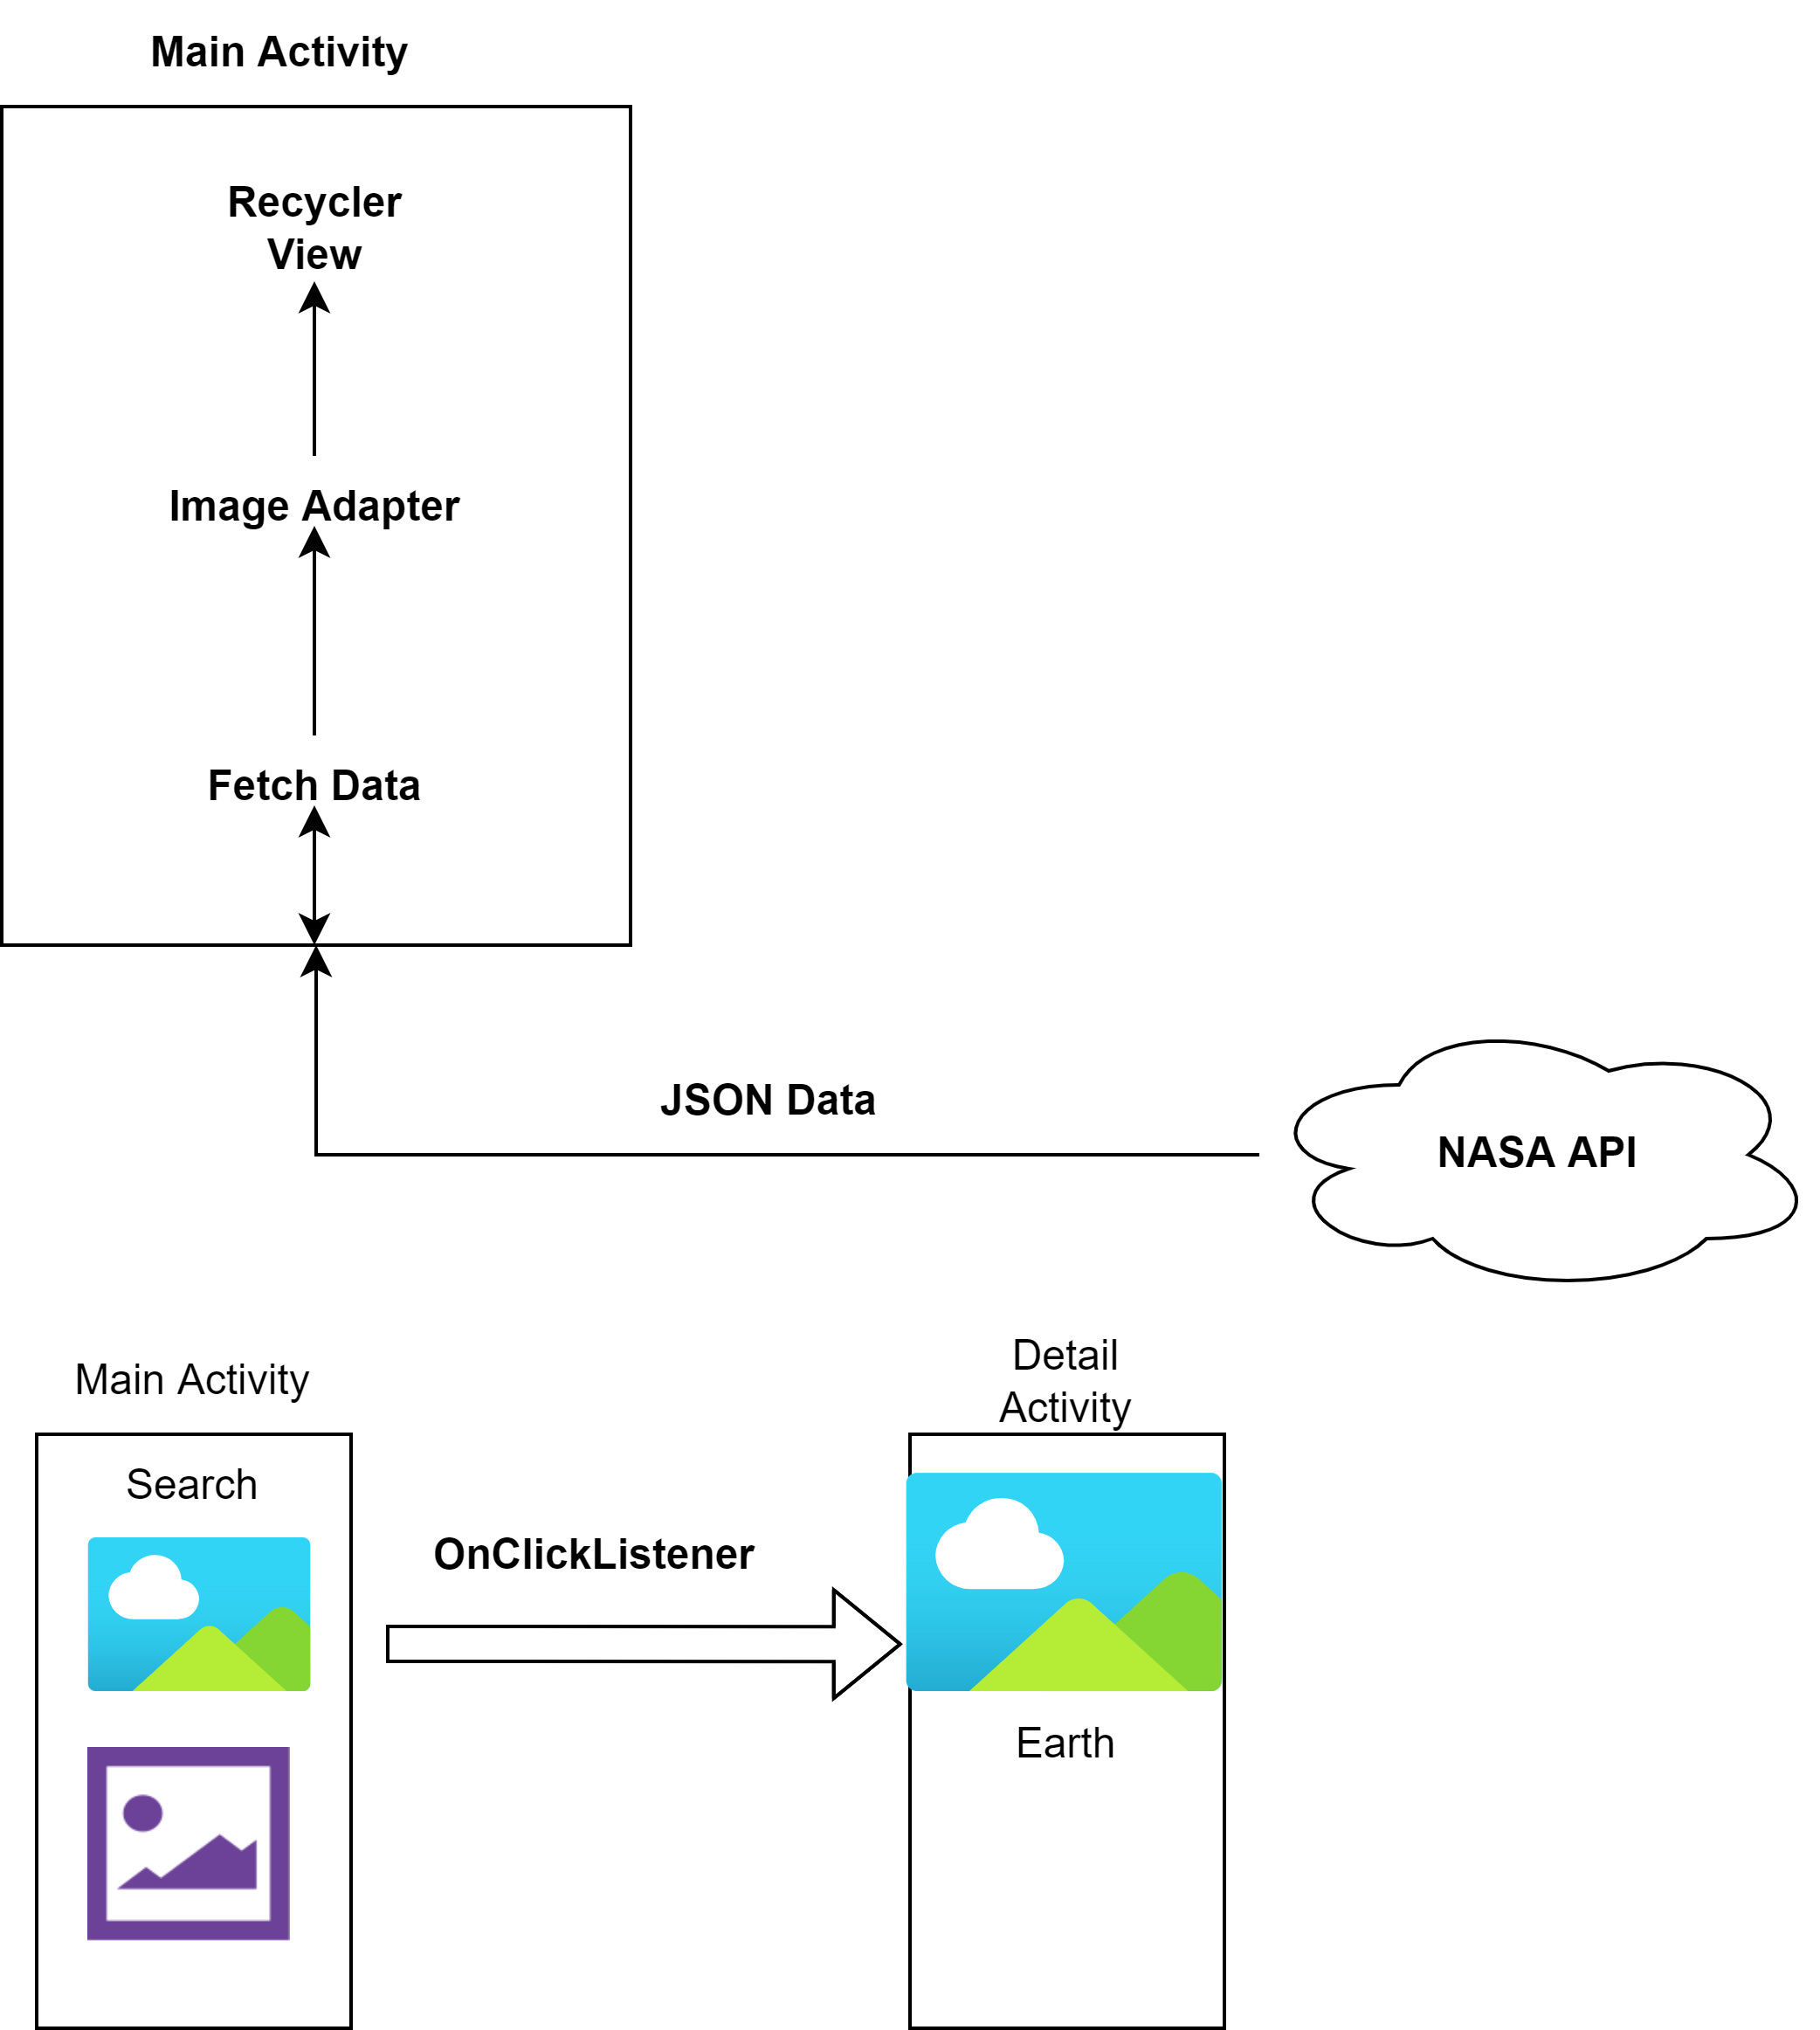 Main Activity
Recycler
View
Image Adapter
Fetch Data
JSON Data
NASA API
Main Activity
Detail
Activity
Search
OnClickListener
Earth